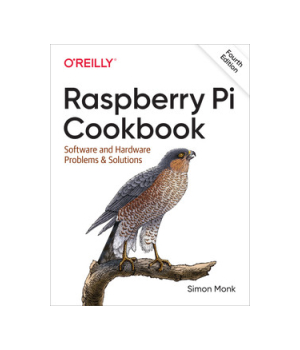 O'REILLY®
Fourth
Edition
Raspberry Pi
Cookbook
Software and Hardware
Problems & Solutions
Simon Monk